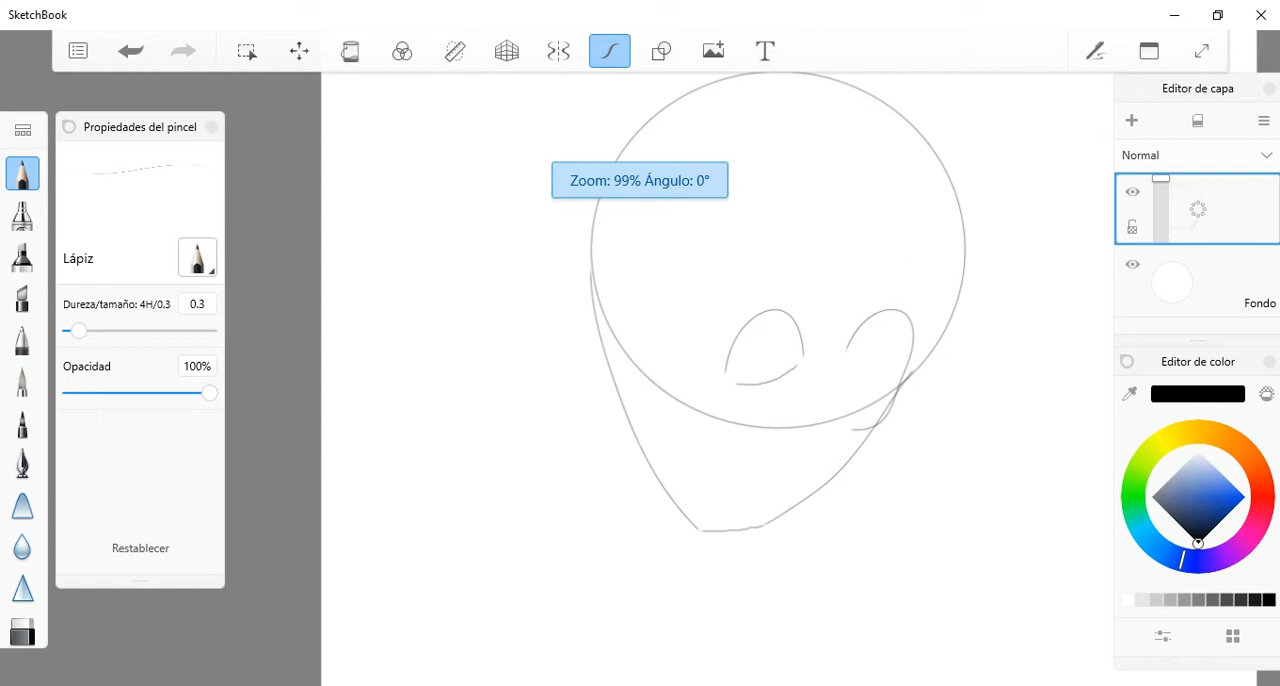 SketchBook
T
Propiedades del pincel
Editor de capa
Normal
Zoom: 99% Ángulo: 0°
Lápiz
Dureza/tamaño: 4H/0.3 0.3
Fondo
Opacidad 100%
Editor de color
Restablecer